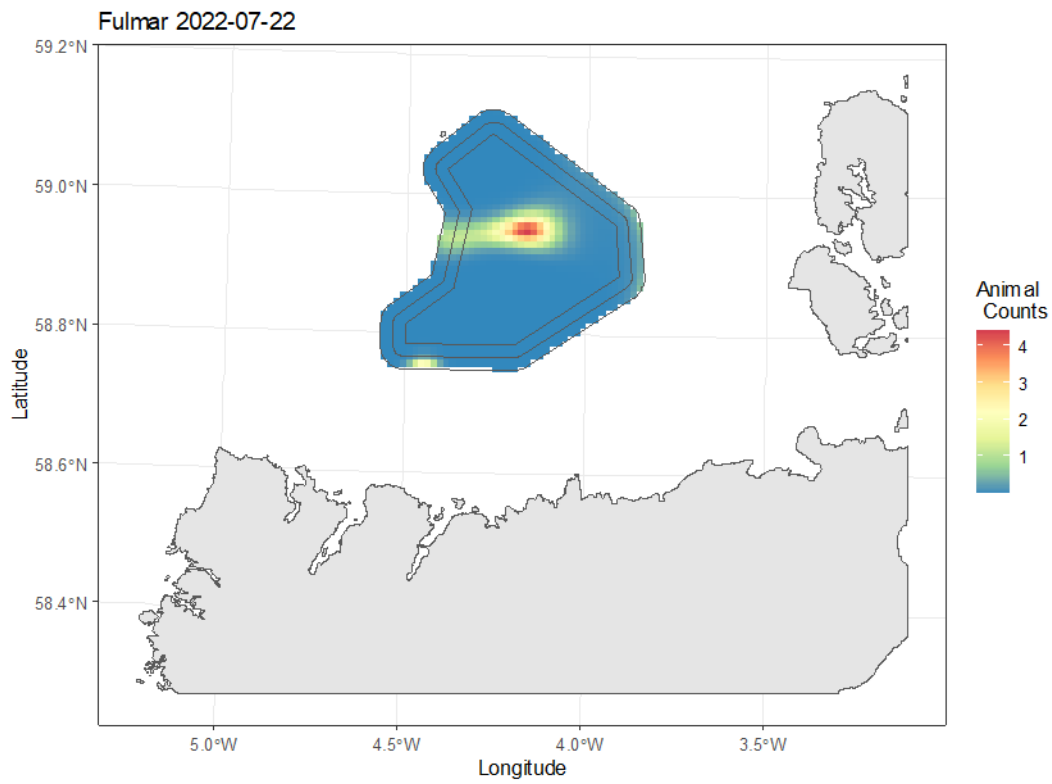 Fulmar 2022-07-22
59.2°N
59.0°N
58.8°N
58.6°N
58.4°N
Latitude
5.0°W
4.5°W
4.0°W
3.5°W
Longitude
Animal
Counts
4
3
2
1